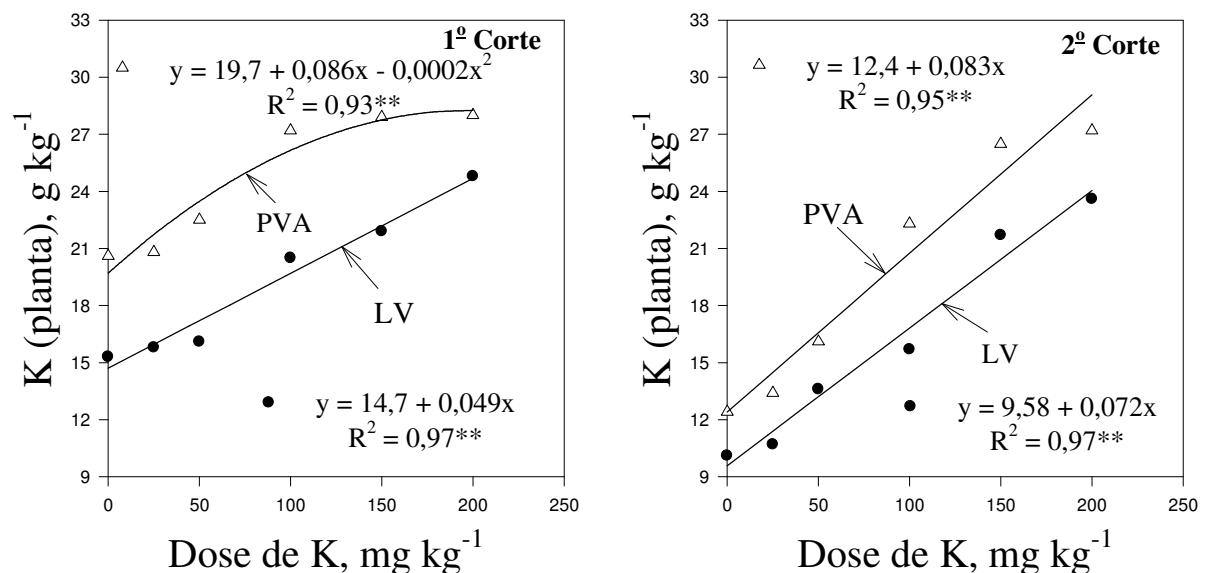 1º Corte
y = 19,7 + 0,086x - 0,0002x²
R² = 0,93**
PVA
LV
y = 14,7 + 0,049x
R² = 0,97**
33
30
27
24
21
18
15
12
9
0 50 100 150 200 250
K (planta), g kg⁻¹
Dose de K, mg kg⁻¹
2º Corte
y = 12,4 + 0,083x
R² = 0,95**
PVA
LV
y = 9,58 + 0,072x
R² = 0,97**
33
30
27
24
21
18
15
12
9
0 50 100 150 200 250
K (planta), g kg⁻¹
Dose de K, mg kg⁻¹